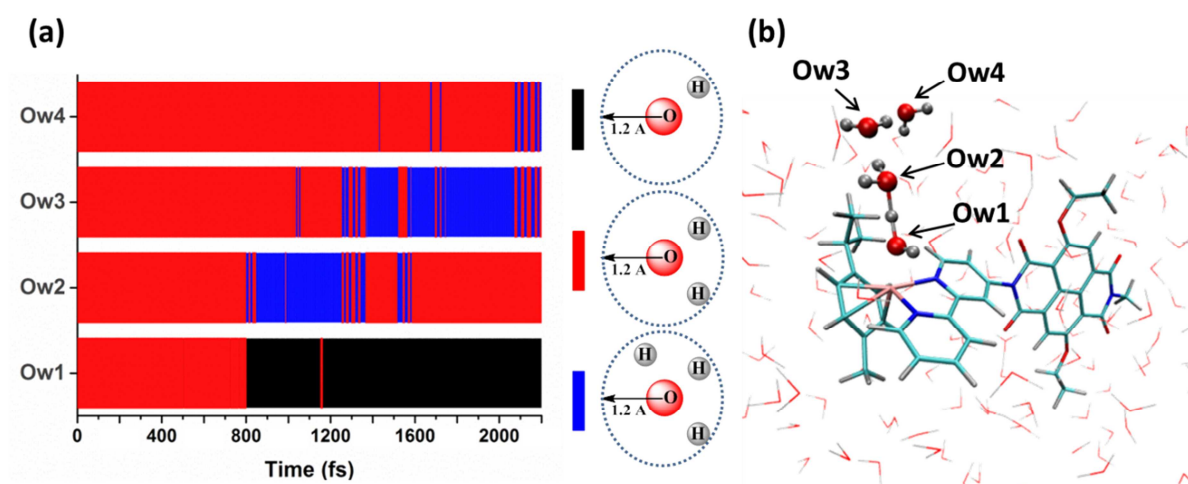 (a)
Ow4
Ow3
Ow2
Ow1
0
400
800
1200
1600
2000
Time (fs)
H
O
1.2 A
H
O
1.2 A
H
H
H
O
1.2 A
H
(b)
Ow3
Ow4
Ow2
Ow1